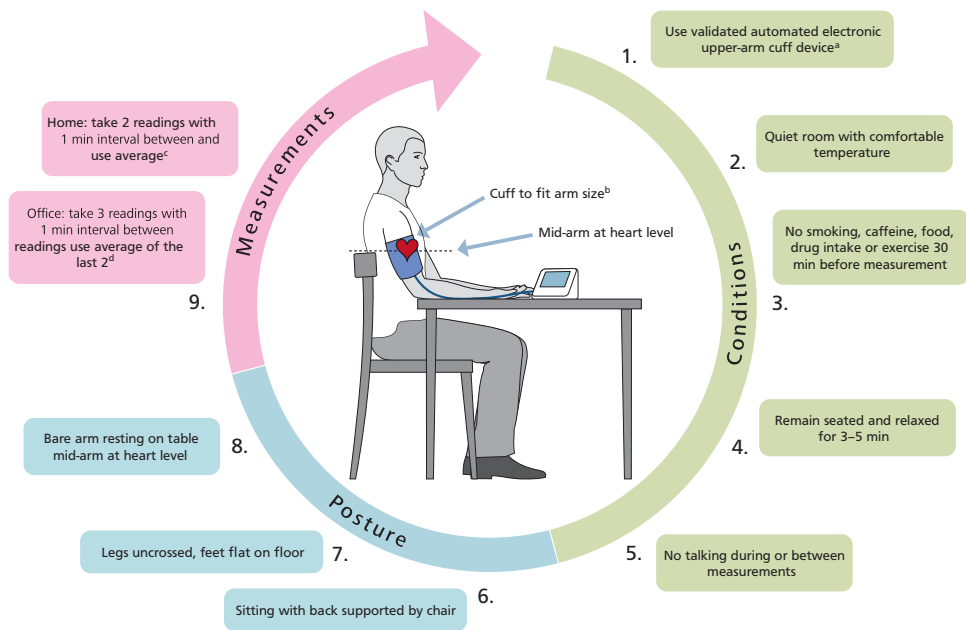 1.
Use validated automated electronic
upper-arm cuff deviceᵃ
2.
Quiet room with comfortable
temperature
No smoking, caffeine, food,
drug intake or exercise 30
min before measurement
3.
Conditions
Remain seated and relaxed
for 3–5 min
4.
5.
No talking during or between
measurements
6.
Sitting with back supported by chair
Posture
7.
Legs uncrossed, feet flat on floor
8.
Bare arm resting on table
mid-arm at heart level
9.
Measurements
Home: take 2 readings with
1 min interval between and
use averageᶜ
Office: take 3 readings with
1 min interval between
readings use average of the
last 2ᵈ
Cuff to fit arm sizeᵇ
Mid-arm at heart level